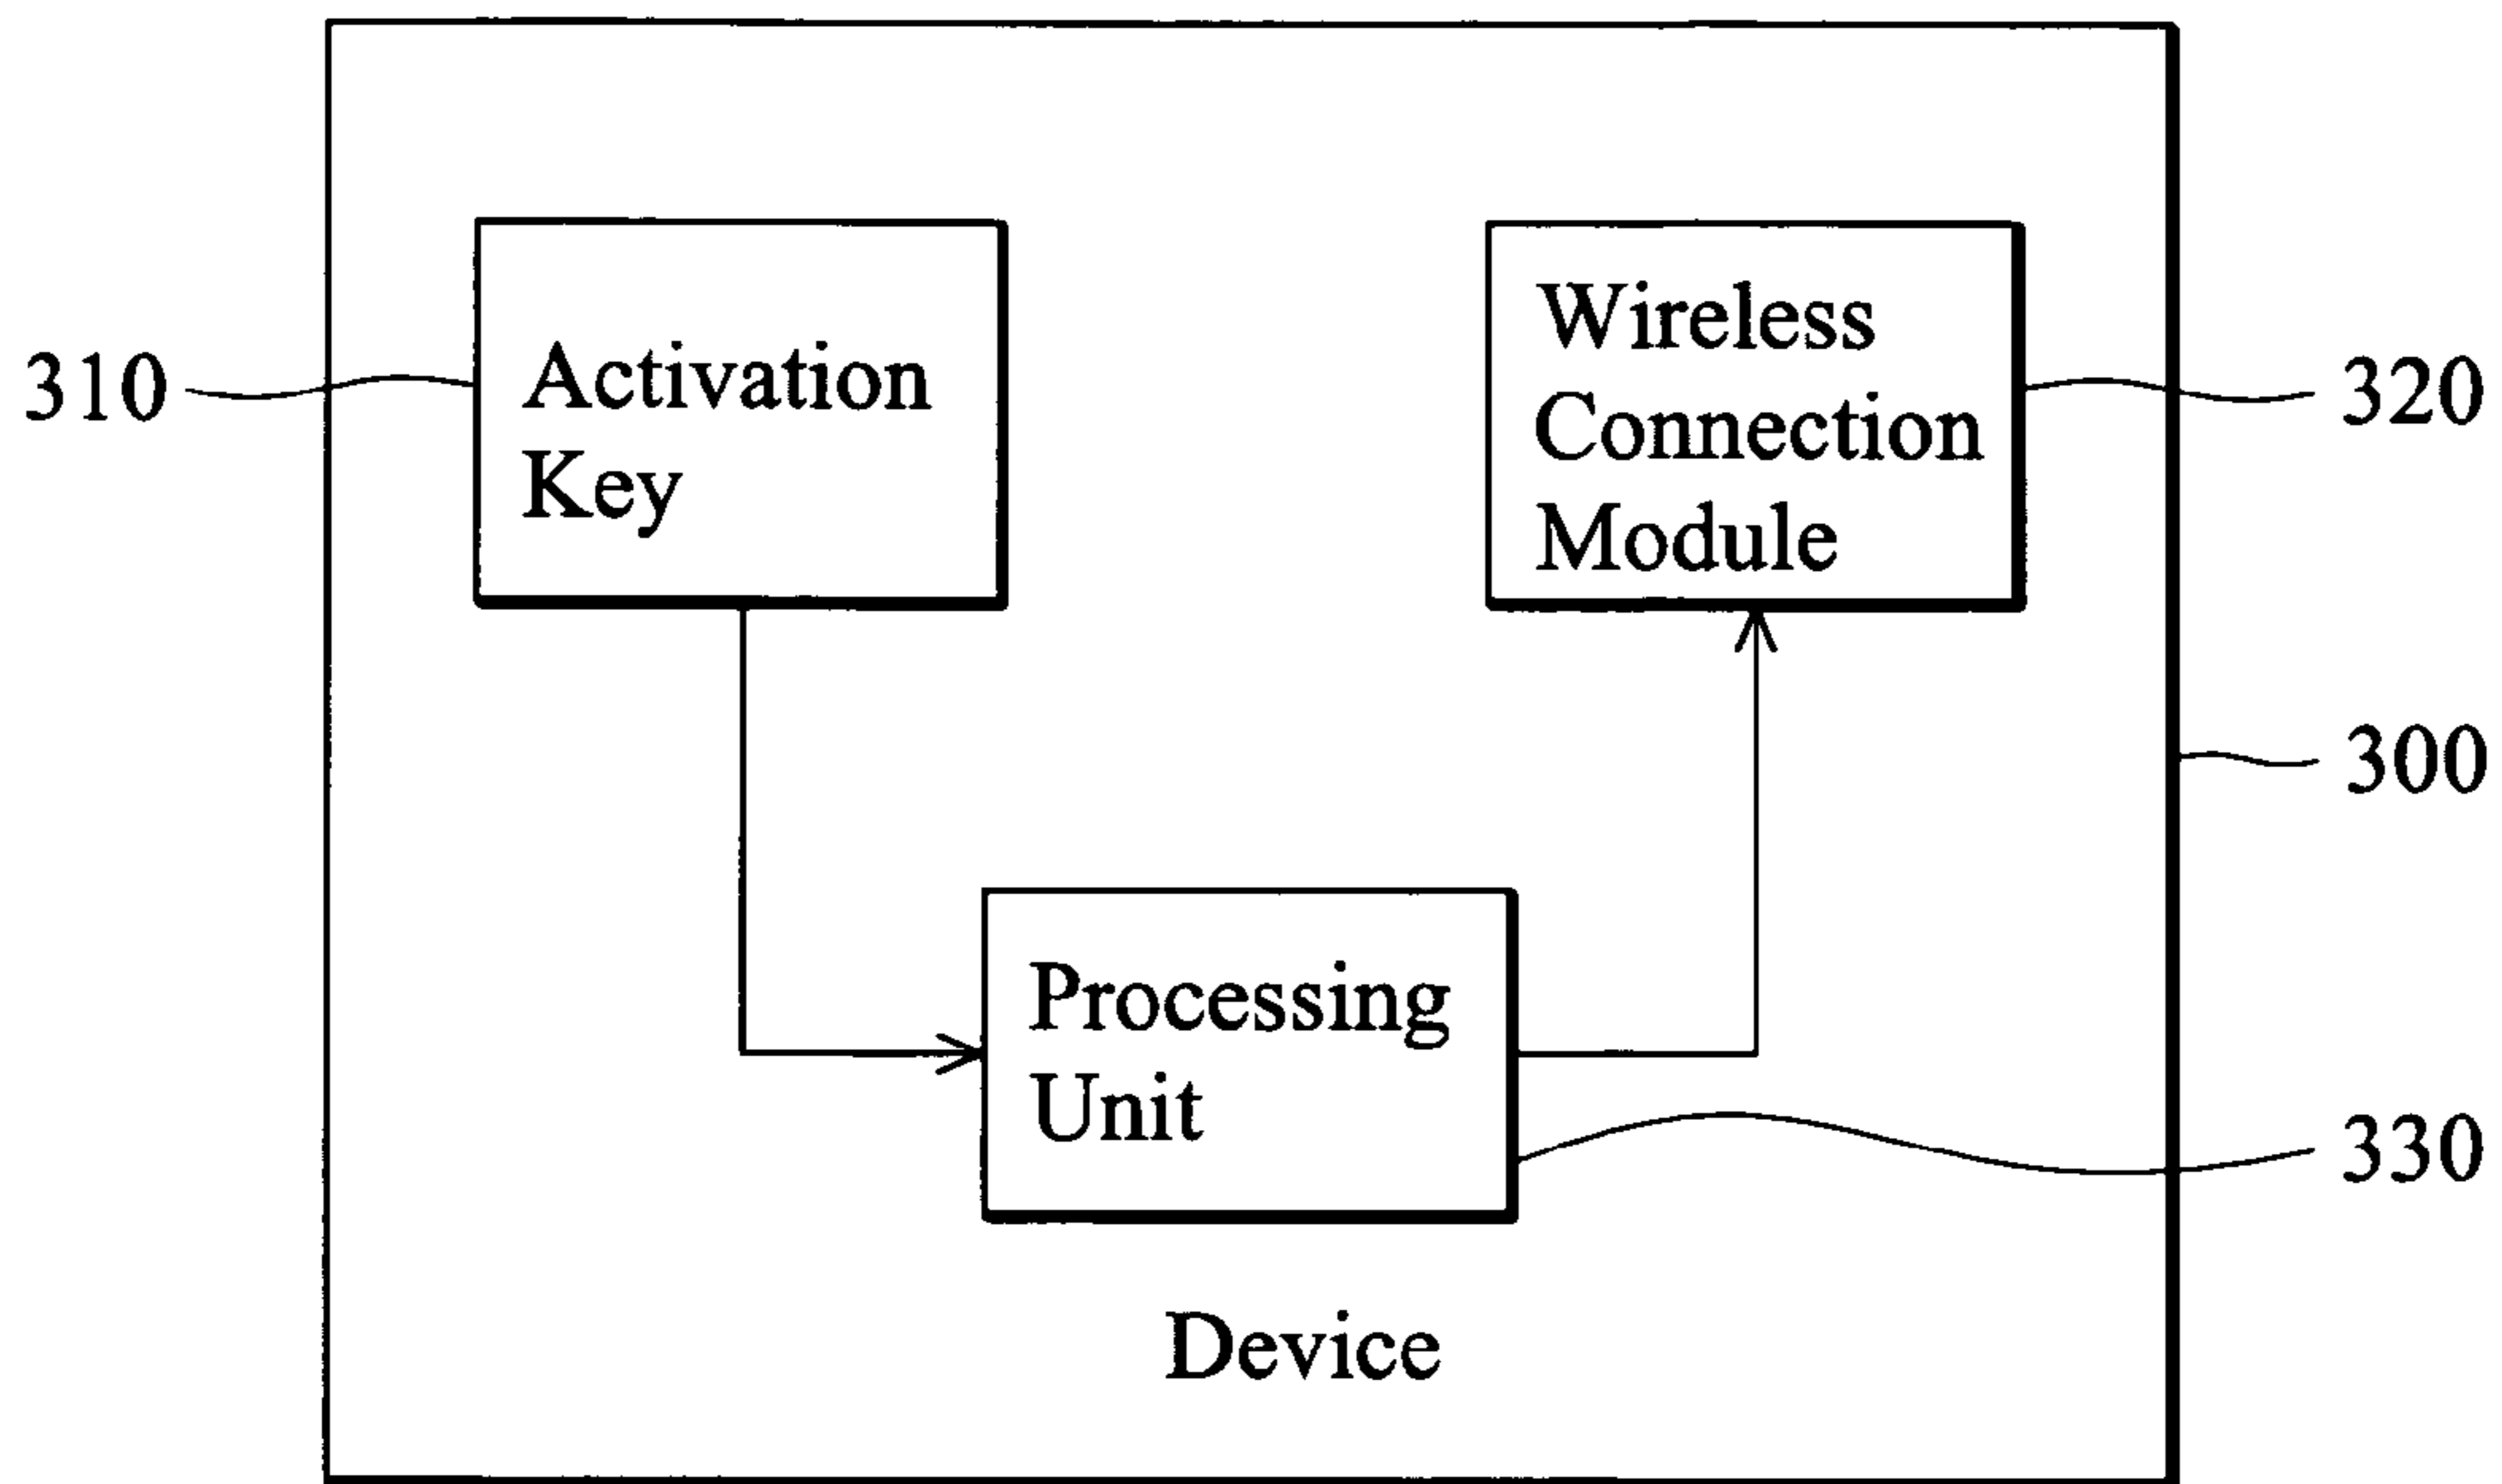 310
Activation
Key
Wireless
Connection
Module
320
300
Processing
Unit
330
Device